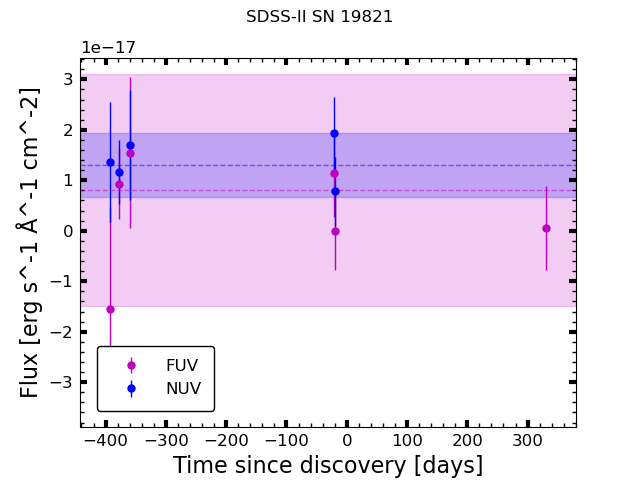 SDSS-II SN 19821
1e−17
3
2
1
0
−1
−2
−3
Flux [erg s^-1 Å^-1 cm^-2]
FUV
NUV
−400 −300 −200 −100 0 100 200 300
Time since discovery [days]